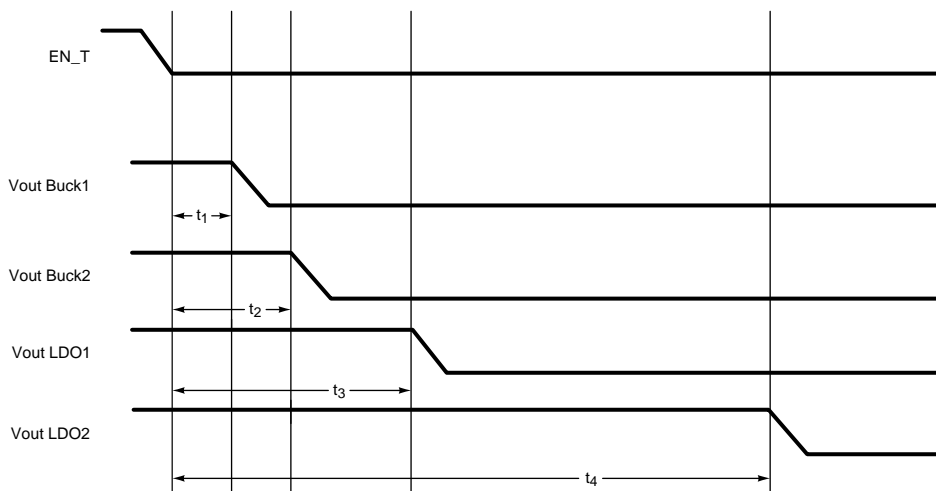 EN_T
Vout Buck1
t1
Vout Buck2
t2
Vout LDO1
t3
Vout LDO2
t4